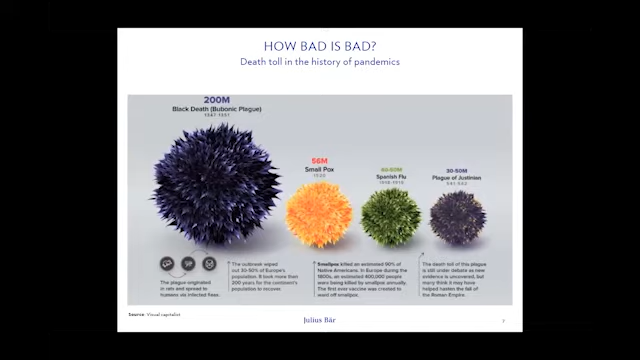 HOW BAD IS BAD?
Death toll in the history of pandemics
200M
Black Death (Bubonic Plague)
1347-1351
56M
Small Pox
1520
40-50M
Spanish Flu
1918-1919
30-50M
Plague of Justinian
541-542
The plague originated
in rats and spread to
humans via infected fleas.
The outbreak wiped
out 30-50% of Europe's
population. It took more than
200 years for the continent's
population to recover.
Smallpox killed an estimated 90% of
Native Americans. In Europe during the
1800s, an estimated 400,000 people
were being killed by smallpox annually.
The first ever vaccine was created to
ward off smallpox.
The death toll of this plague
is still under debate as new
evidence is uncovered, but
many think it may have
helped hasten the fall of
the Roman Empire.
Source: Visual capitalist
Julius Bär